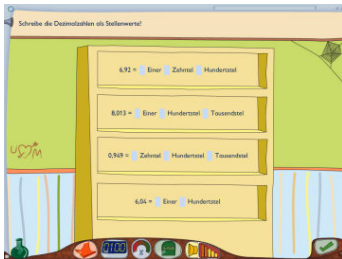 Schreibe die Dezimalzahlen als Stellenwerte!
6,92 = Einer Zehntel Hundertstel
8,013 = Einer Hundertstel Tausendstel
0,949 = Zehntel Hundertstel Tausendstel
6,04 = Einer Hundertstel